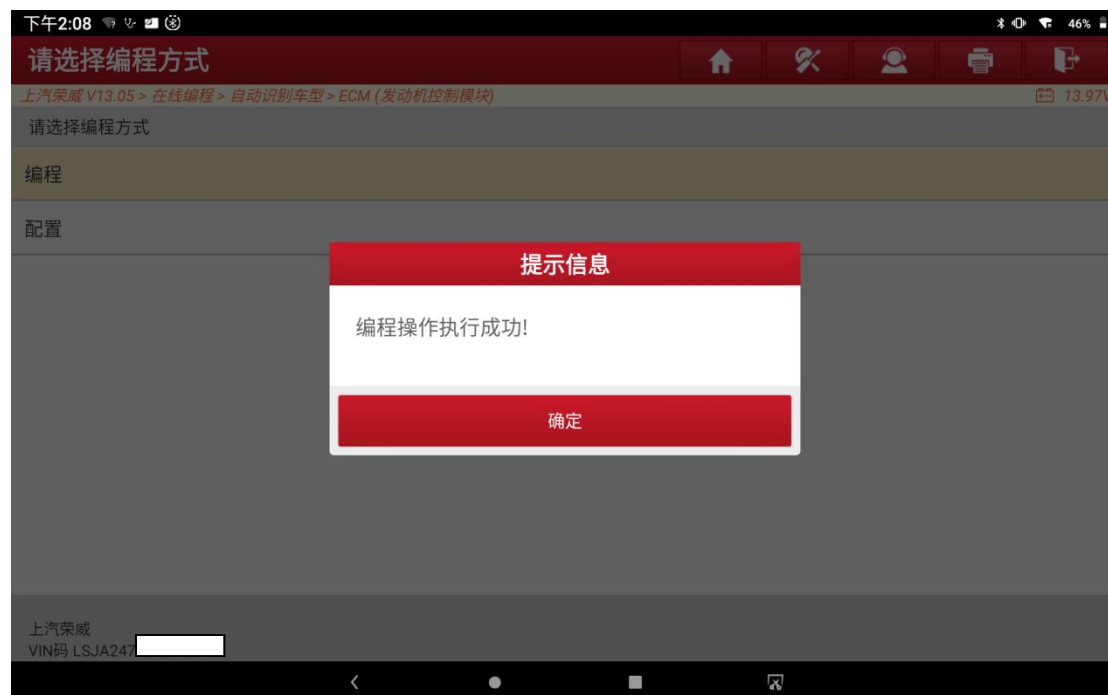 下午2:08
46%
请选择编程方式
上汽荣威 V13.05 > 在线编程 > 自动识别车型 > ECM (发动机控制模块)
13.97V
请选择编程方式
编程
配置
提示信息
编程操作执行成功!
确定
上汽荣威
VIN码 LSJA247